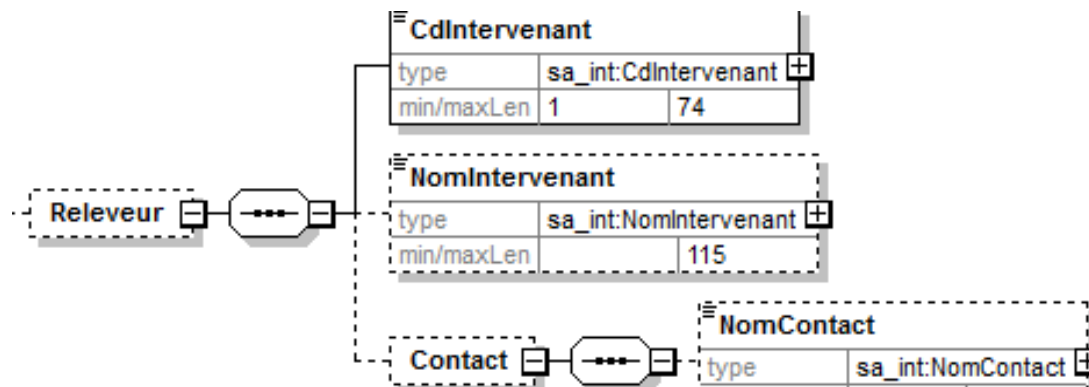 CdIntervenant
type sa_int:CdIntervenant
min/maxLen 1 74
NomIntervenant
Releveur
type sa_int:NomIntervenant
min/maxLen 115
NomContact
Contact
type sa_int:NomContact